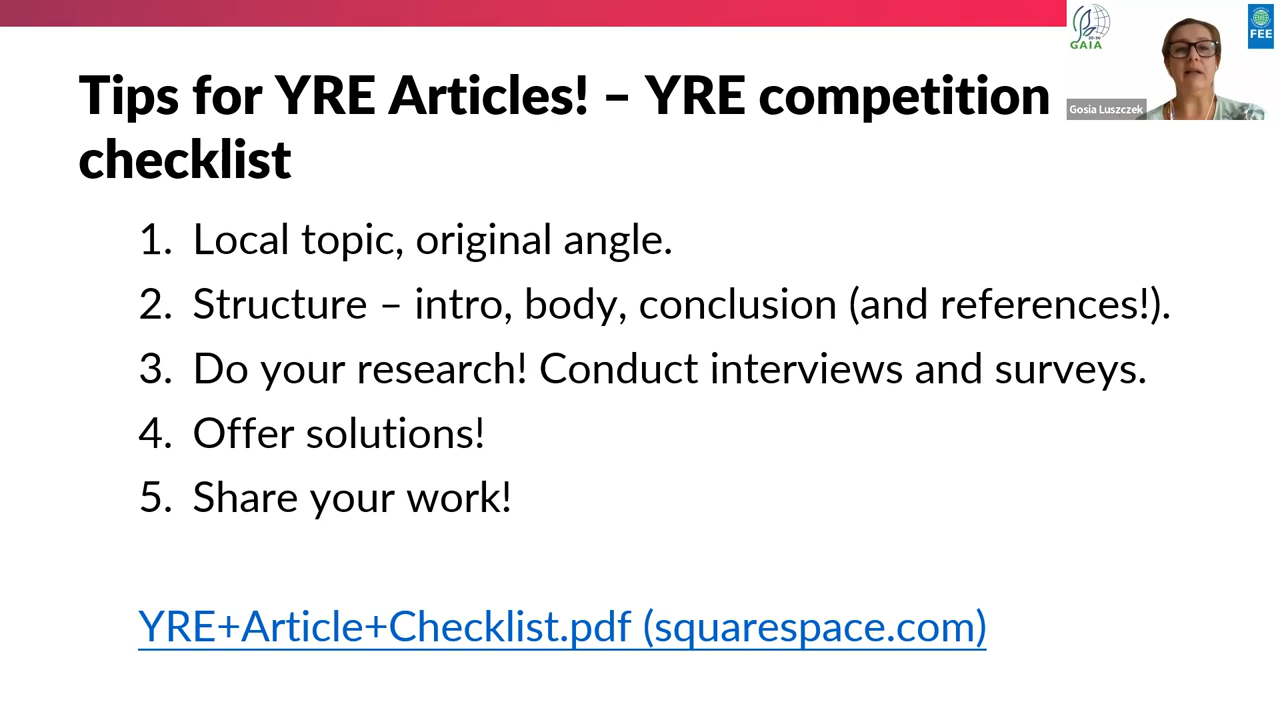 Tips for YRE Articles! – YRE competition
checklist
1. Local topic, original angle.
2. Structure – intro, body, conclusion (and references!).
3. Do your research! Conduct interviews and surveys.
4. Offer solutions!
5. Share your work!
YRE+Article+Checklist.pdf (squarespace.com)
GAIA
Gosia Luszczek
FEE